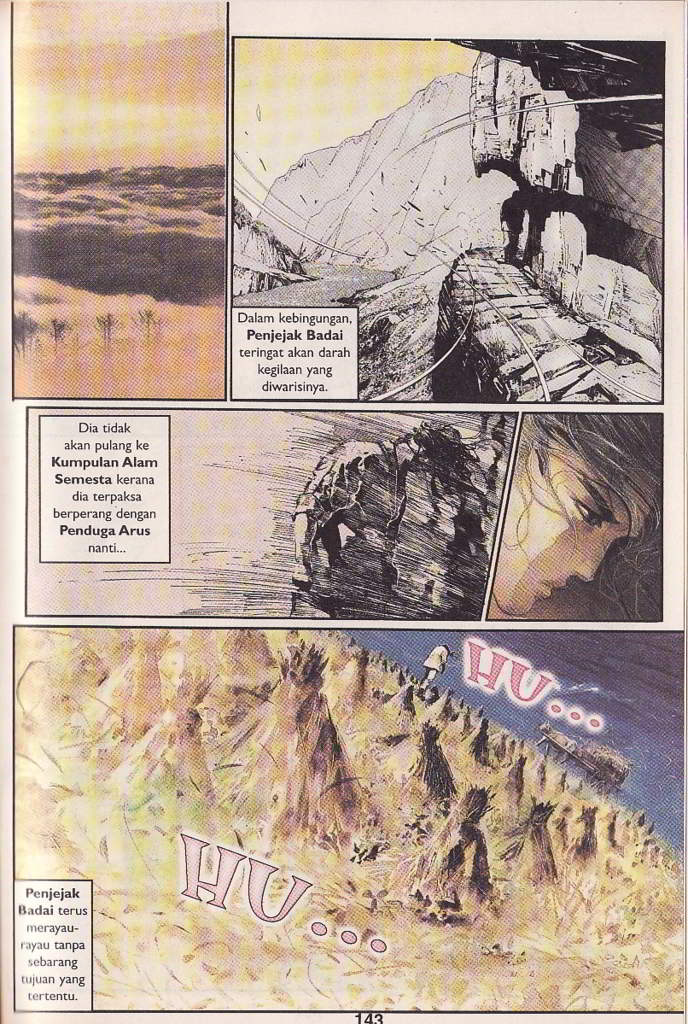 Dalam kebingungan,
Penjejak Badai
teringat akan darah
kegilaan yang
diwarisinya.
Dia tidak
akan pulang ke
Kumpulan Alam
Semesta kerana
dia terpaksa
berperang dengan
Penduga Arus
nanti...
HU...
HU...
Penjejak
Badai terus
merayau-
rayau tanpa
sebarang
tujuan yang
tertentu.
143